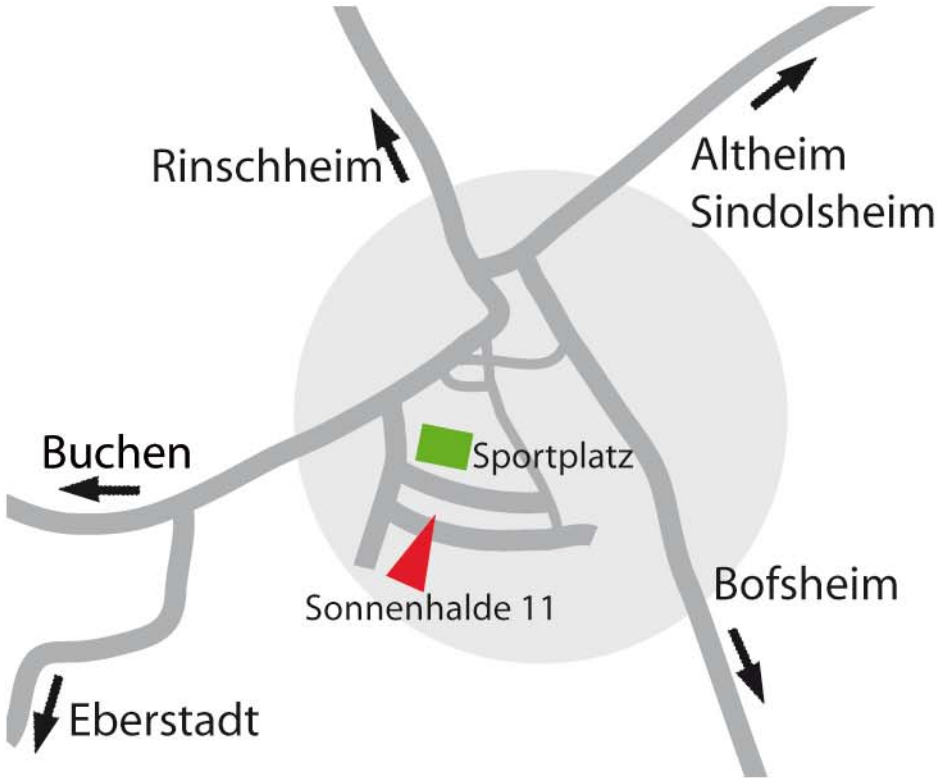 Rinschheim
Altheim
Sindolsheim
Buchen
Sportplatz
Sonnenhalde 11
Bofsheim
Eberstadt